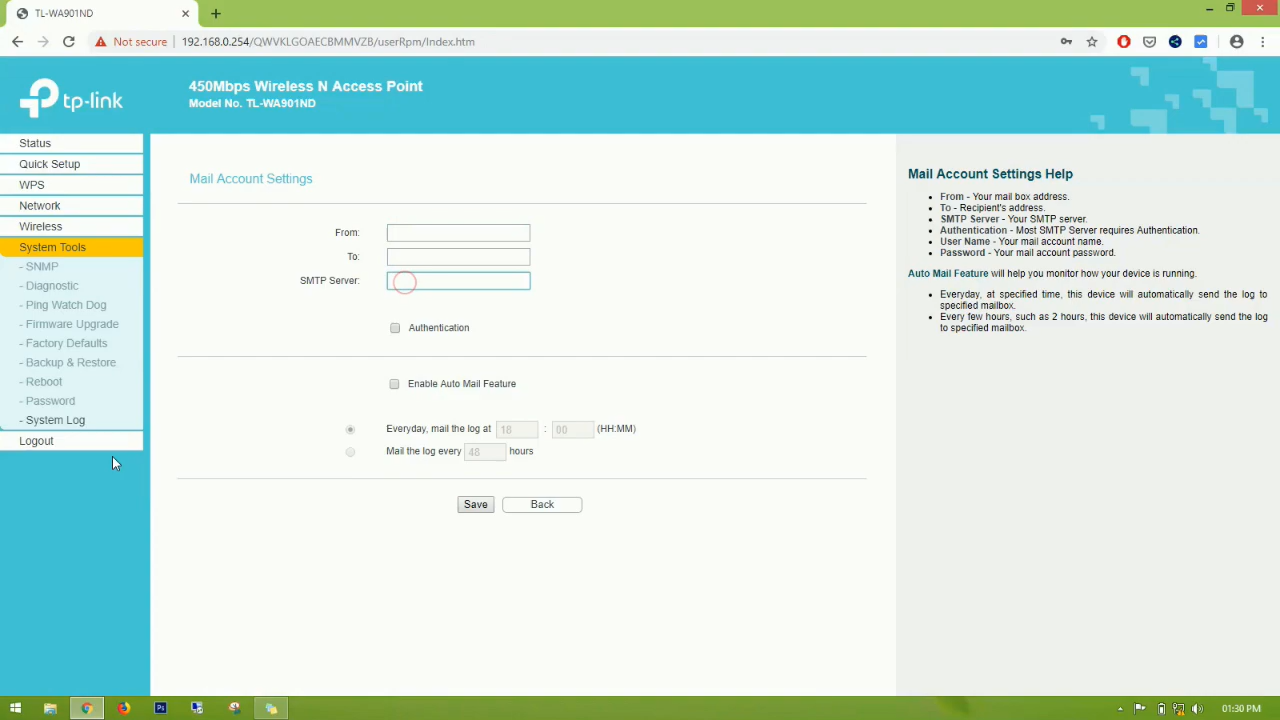 TL-WA901ND
Not secure 192.168.0.254/QWVKLGOAECBMMVZB/userRpm/Index.htm
tp-link
450Mbps Wireless N Access Point
Model No. TL-WA901ND
Status
Quick Setup
WPS
Network
Wireless
System Tools
- SNMP
- Diagnostic
- Ping Watch Dog
- Firmware Upgrade
- Factory Defaults
- Backup & Restore
- Reboot
- Password
- System Log
Logout
Mail Account Settings
From:
To:
SMTP Server:
Authentication
Enable Auto Mail Feature
Everyday, mail the log at 18 : 00 (HH:MM)
Mail the log every 48 hours
Save Back
Mail Account Settings Help
From - Your mail box address.
To - Recipient's address.
SMTP Server - Your SMTP server.
Authentication - Most SMTP Server requires Authentication.
User Name - Your mail account name.
Password - Your mail account password.
Auto Mail Feature will help you monitor how your device is running.
Everyday, at specified time, this device will automatically send the log to
specified mailbox.
Every few hours, such as 2 hours, this device will automatically send the log
to specified mailbox.
Ps
01:30 PM